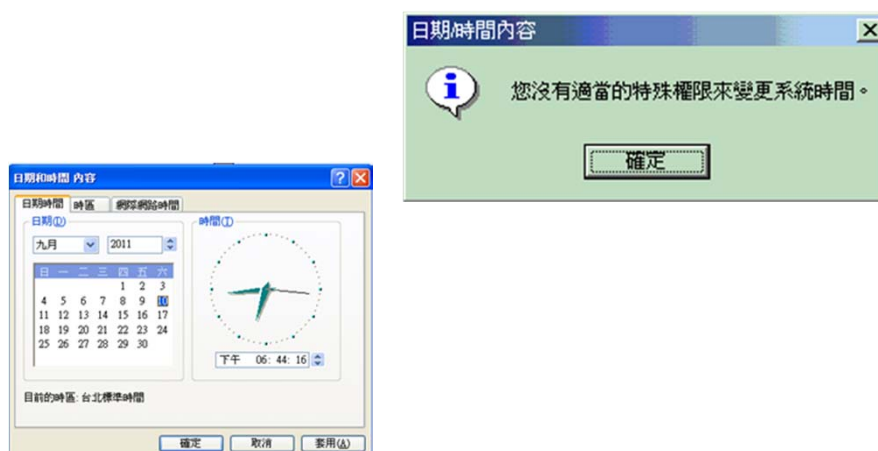 日期/時間內容
您沒有適當的特殊權限來變更系統時間。
確定
日期和時間 內容
日期時間 時區 網際網路時間
日期(D)
九月 2011
日 一 二 三 四 五 六
1 2 3
4 5 6 7 8 9 10
11 12 13 14 15 16 17
18 19 20 21 22 23 24
25 26 27 28 29 30
時間(T)
下午 06: 44: 16
目前的時區: 台北標準時間
確定 取消 套用(A)